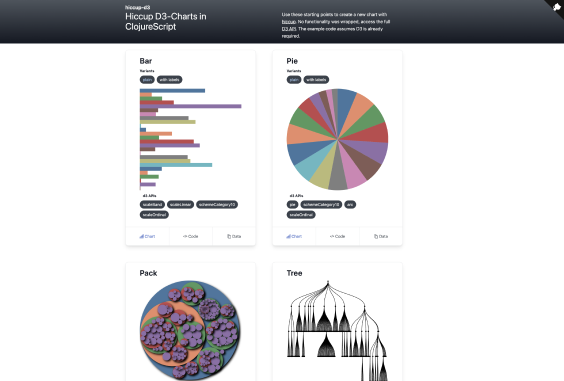 hiccup-d3
Hiccup D3-Charts in
ClojureScript
Use these starting points to create a new chart with
hiccup. No functionality was wrapped, access the full
D3 API. The example code assumes D3 is already
required.
Bar
Variants
plain with labels
d3 APIs
scaleBand scaleLinear schemeCategory10
scaleOrdinal
Chart Code Data
Pie
Variants
plain with labels
d3 APIs
pie schemeCategory10 arc
scaleOrdinal
Chart Code Data
Pack
Tree